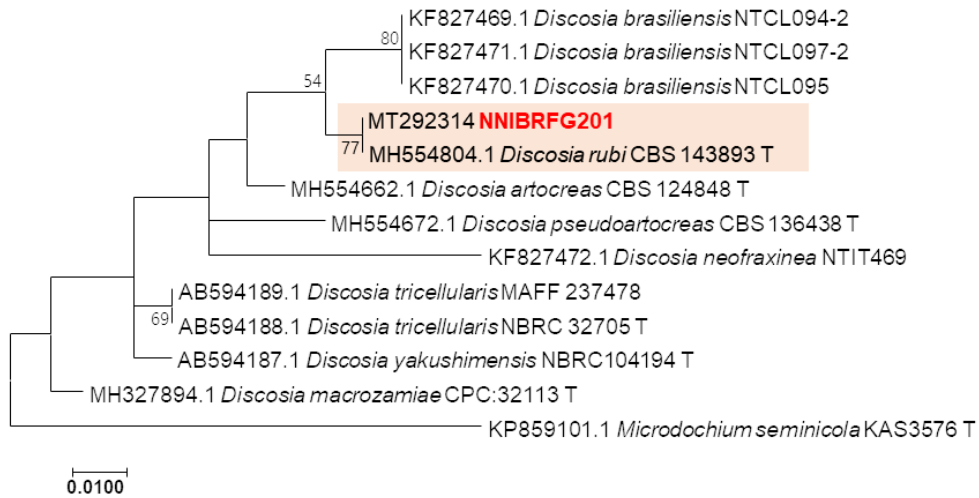 KF827469.1 Discosia brasiliensis NTCL094-2
80
KF827471.1 Discosia brasiliensis NTCL097-2
54
KF827470.1 Discosia brasiliensis NTCL095
MT292314 NNIBRFG201
77
MH554804.1 Discosia rubi CBS 143893 T
MH554662.1 Discosia artocreas CBS 124848 T
MH554672.1 Discosia pseudoartocreas CBS 136438 T
KF827472.1 Discosia neofraxinea NTIT469
AB594189.1 Discosia tricellularis MAFF 237478
69
AB594188.1 Discosia tricellularis NBRC 32705 T
AB594187.1 Discosia yakushimensis NBRC104194 T
MH327894.1 Discosia macrozamiae CPC:32113 T
KP859101.1 Microdochium seminicola KAS3576 T
0.0100